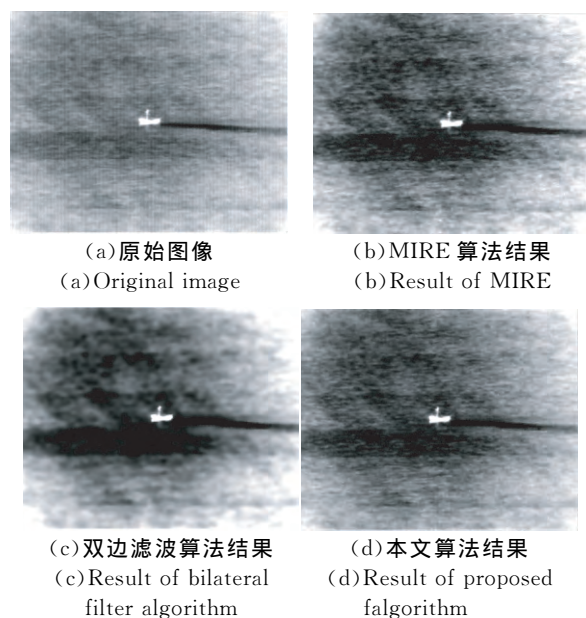 (a)原始图像
(a)Original image
(b)MIRE 算法结果
(b)Result of MIRE
(c)双边滤波算法结果
(c)Result of bilateral
filter algorithm
(d)本文算法结果
(d)Result of proposed
falgorithm